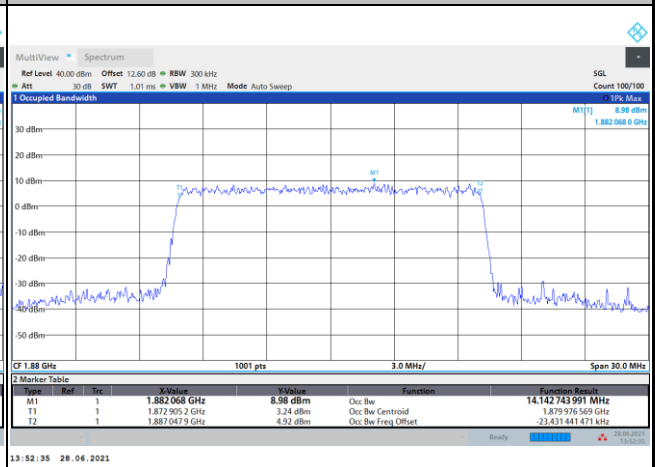 MultiView Spectrum
Ref Level 40.00 dBm Offset 12.60 dB RBW 300 kHz SGL
Att 30 dB SWT 1.01 ms VBW 1 MHz Mode Auto Sweep Count 100/100
1 Occupied Bandwidth 1Pk Max
M1[1] 8.98 dBm
1.882 068 0 GHz
30 dBm
20 dBm
M1
10 dBm
T1 T2
0 dBm
-10 dBm
-20 dBm
-30 dBm
-40 dBm
-50 dBm
CF 1.88 GHz 1001 pts 3.0 MHz/ Span 30.0 MHz
2 Marker Table
Type Ref Trc X-Value Y-Value Function Function Result
M1 1 1.882 068 GHz 8.98 dBm Occ Bw 14.142 743 991 MHz
T1 1 1.872 905 2 GHz 3.24 dBm Occ Bw Centroid 1.879 976 569 GHz
T2 1 1.887 047 9 GHz 4.92 dBm Occ Bw Freq Offset -23.431 441 471 kHz
Ready 28.06.2021
13:52:35
13:52:35 28.06.2021